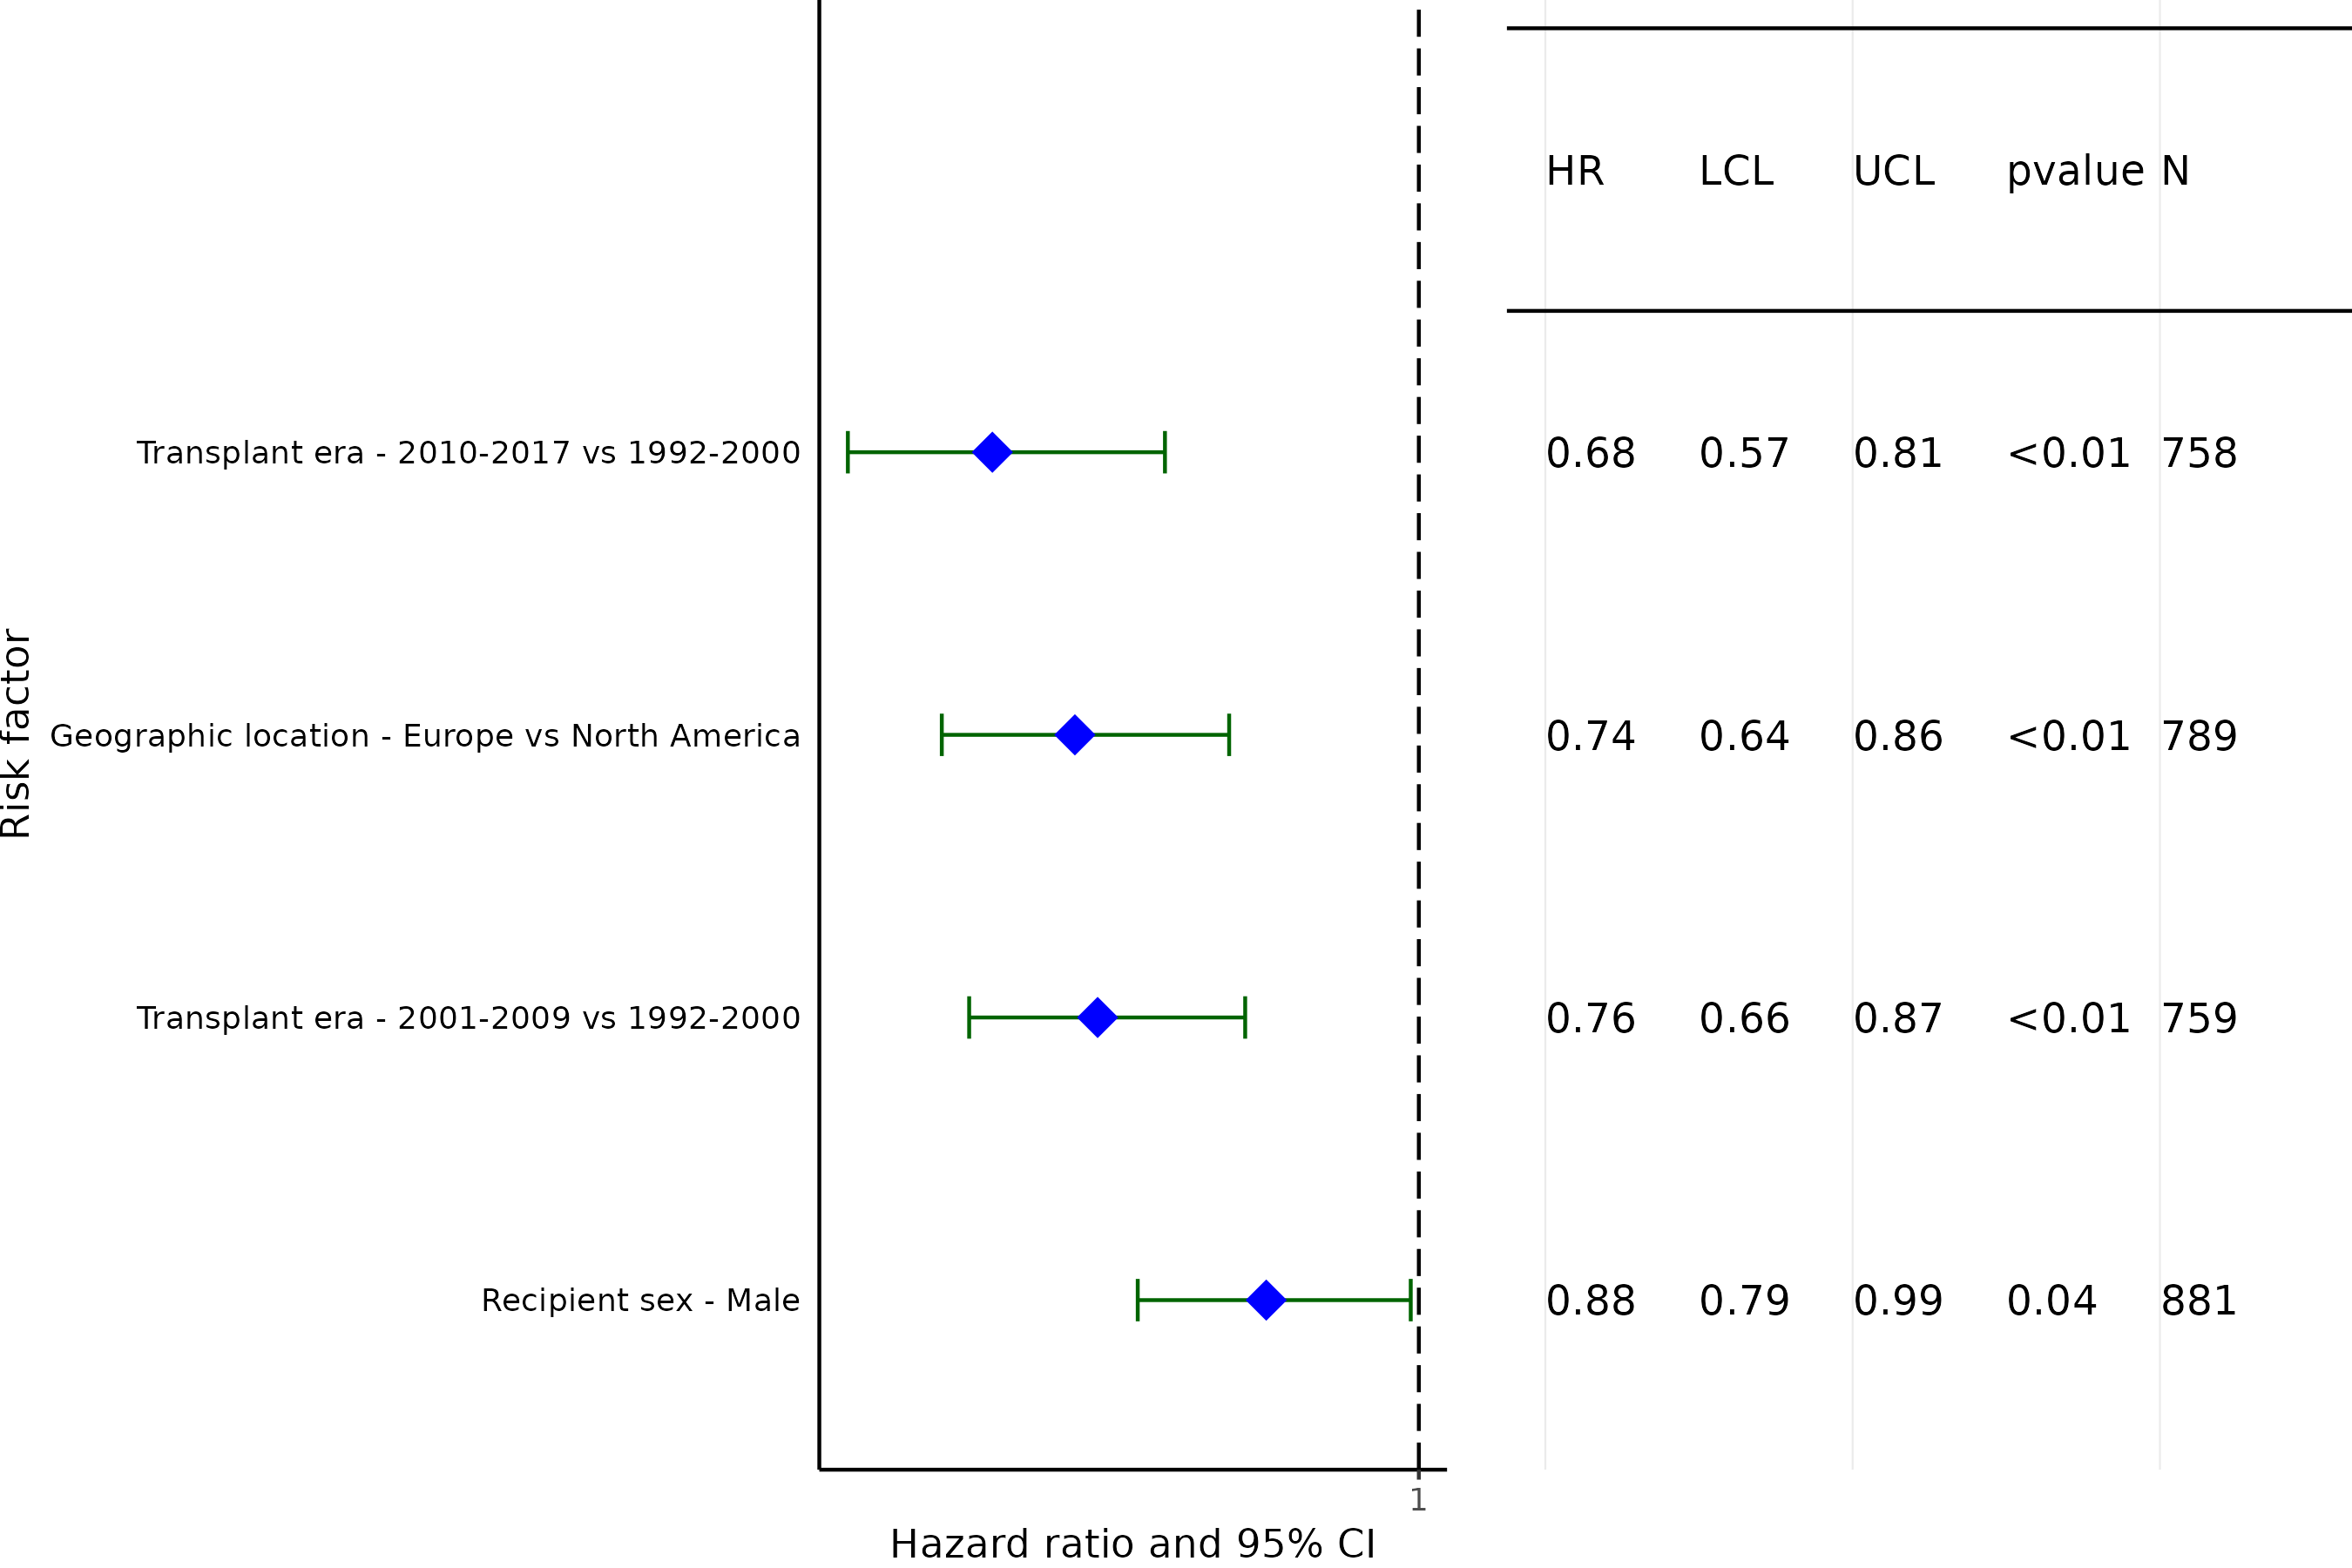 HR LCL UCL pvalue N
Transplant era - 2010-2017 vs 1992-2000 0.68 0.57 0.81 <0.01 758
Geographic location - Europe vs North America 0.74 0.64 0.86 <0.01 789
Transplant era - 2001-2009 vs 1992-2000 0.76 0.66 0.87 <0.01 759
Recipient sex - Male 0.88 0.79 0.99 0.04 881
Risk factor
1
Hazard ratio and 95% CI